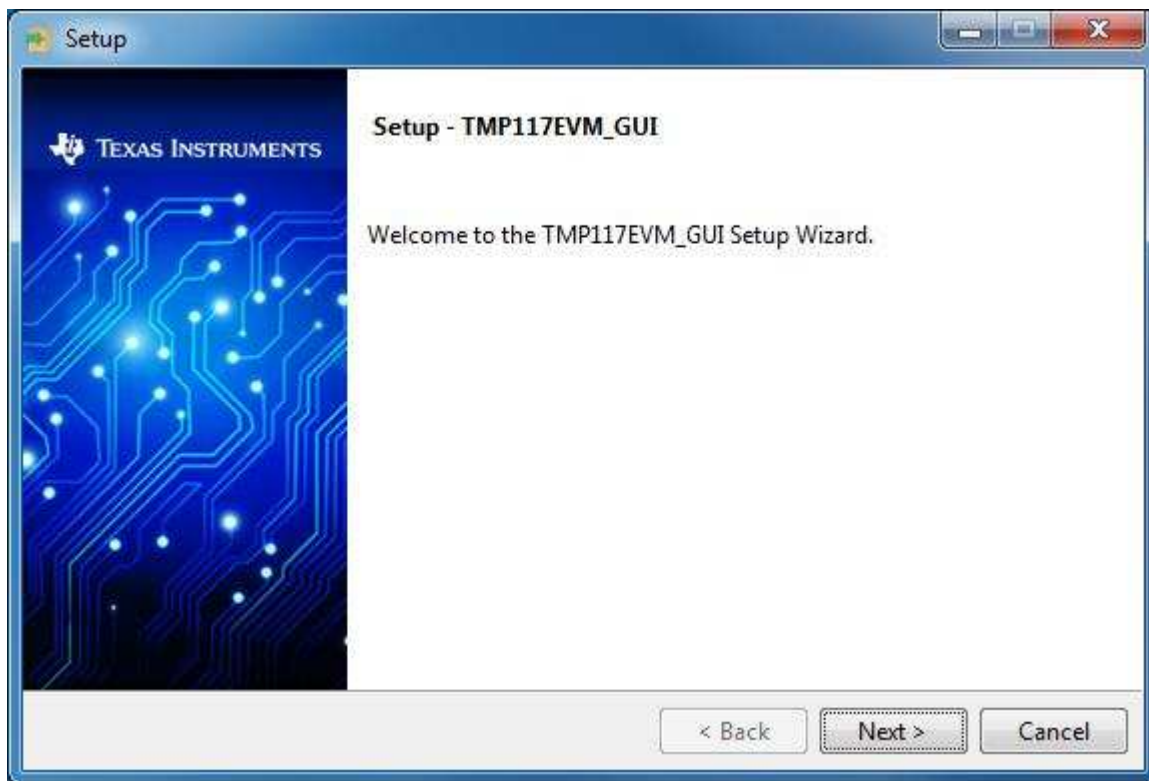 Setup
TEXAS INSTRUMENTS
Setup - TMP117EVM_GUI
Welcome to the TMP117EVM_GUI Setup Wizard.
< Back
Next >
Cancel